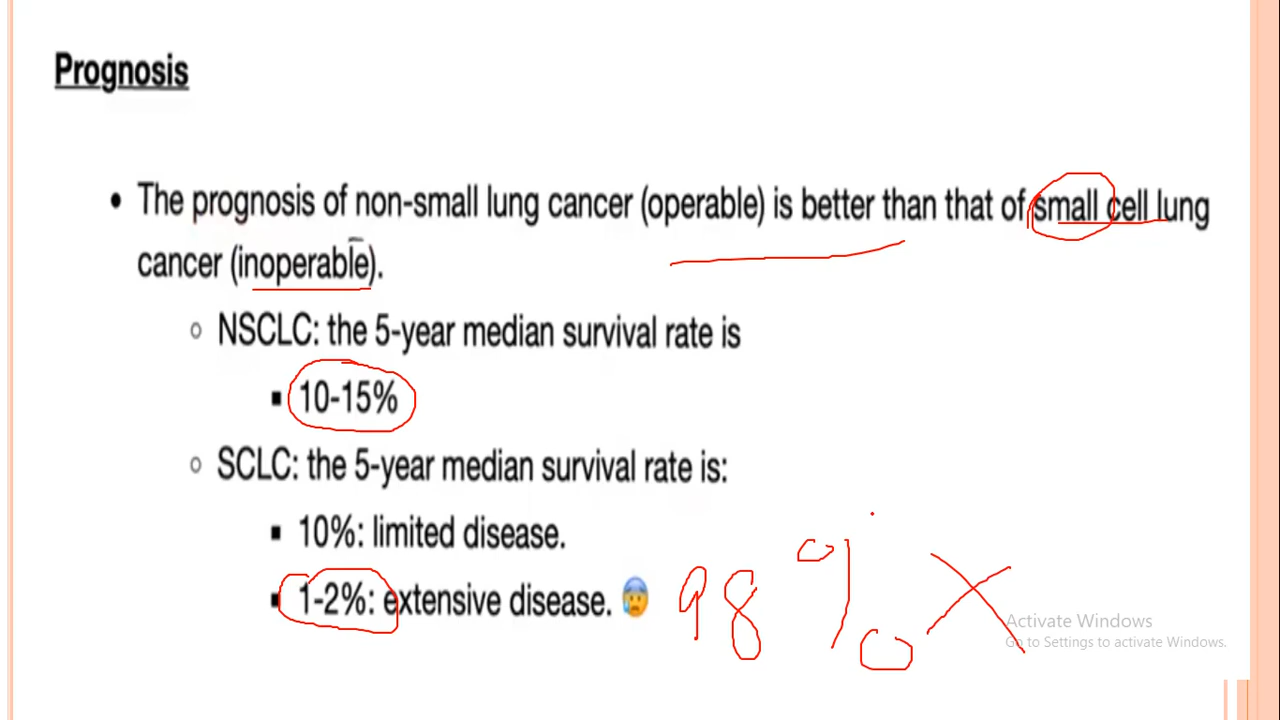 Prognosis
• The prognosis of non-small lung cancer (operable) is better than that of small cell lung
cancer (inoperable).
○ NSCLC: the 5-year median survival rate is
▪ 10-15%
○ SCLC: the 5-year median survival rate is:
▪ 10%: limited disease.
▪ 1-2%: extensive disease. 😰 98% X
Activate Windows
Go to Settings to activate Windows.